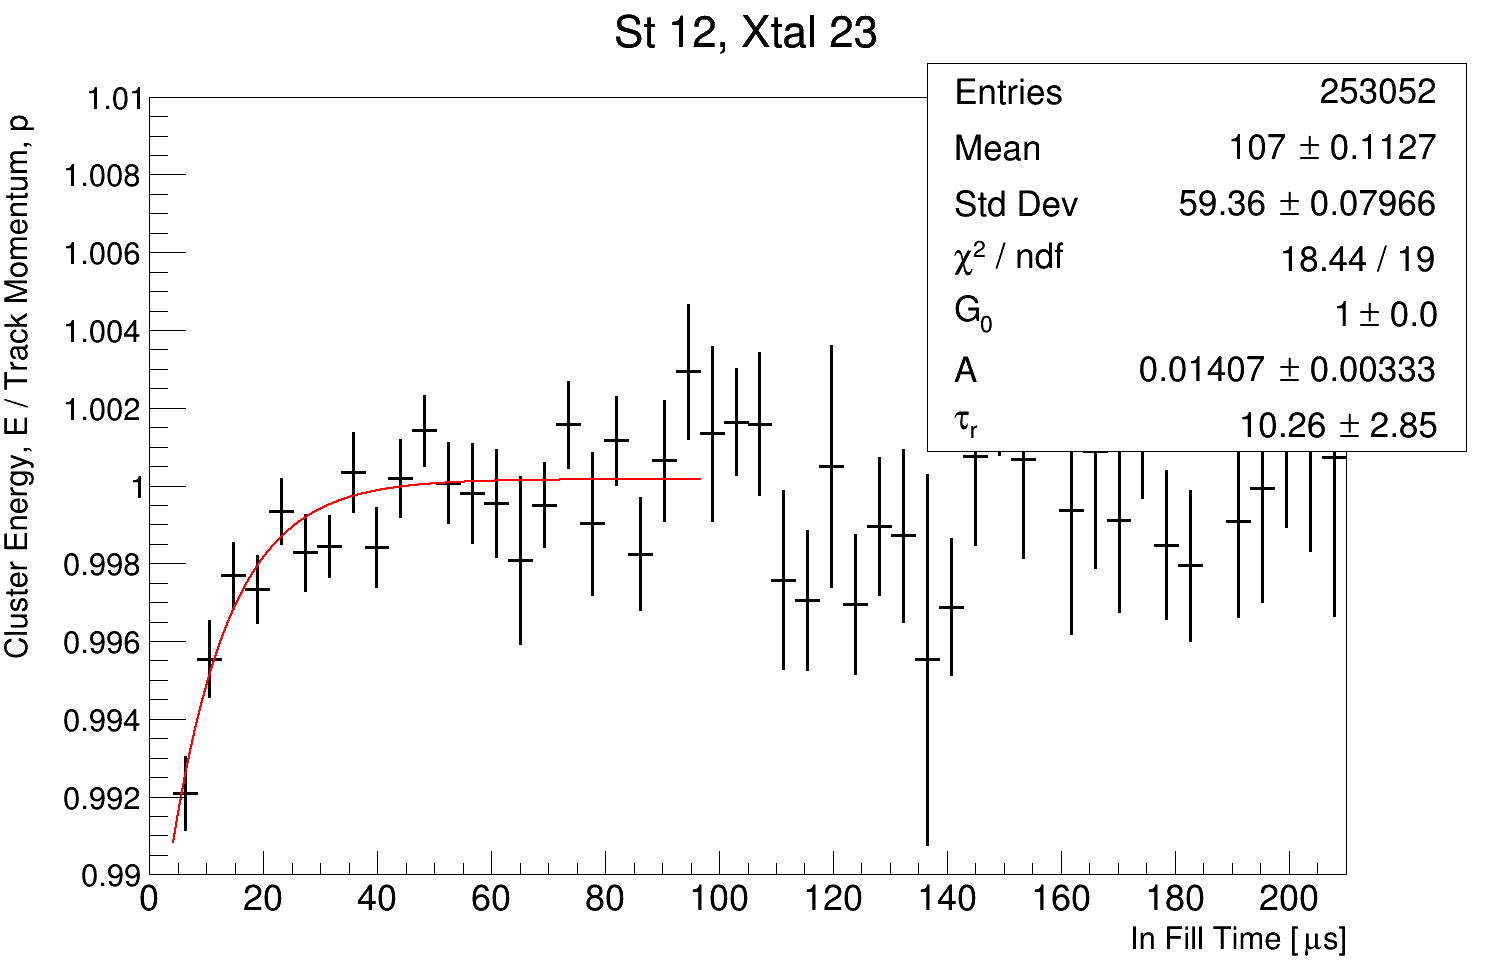 St 12, Xtal 23
Entries 253052
Mean 107 ± 0.1127
Std Dev 59.36 ± 0.07966
χ² / ndf 18.44 / 19
G₀ 1 ± 0.0
A 0.01407 ± 0.00333
τᵣ 10.26 ± 2.85
Cluster Energy, E / Track Momentum, p
1.01
1.008
1.006
1.004
1.002
1
0.998
0.996
0.994
0.992
0.99
0 20 40 60 80 100 120 140 160 180 200
In Fill Time [μs]